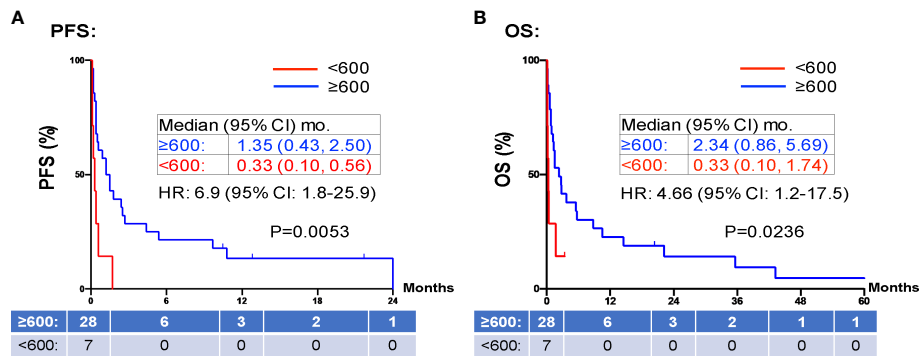 A
PFS:
<600
≥600
Median (95% CI) mo.
≥600: 1.35 (0.43, 2.50)
<600: 0.33 (0.10, 0.56)
HR: 6.9 (95% CI: 1.8-25.9)
P=0.0053
PFS (%)
100
50
0
0 6 12 18 24 Months
≥600: 28 6 3 2 1
<600: 7 0 0 0 0
B
OS:
<600
≥600
Median (95% CI) mo.
≥600: 2.34 (0.86, 5.69)
<600: 0.33 (0.10, 1.74)
HR: 4.66 (95% CI: 1.2-17.5)
P=0.0236
OS (%)
100
50
0
0 12 24 36 48 60 Months
≥600: 28 6 3 2 1 1
<600: 7 0 0 0 0 0